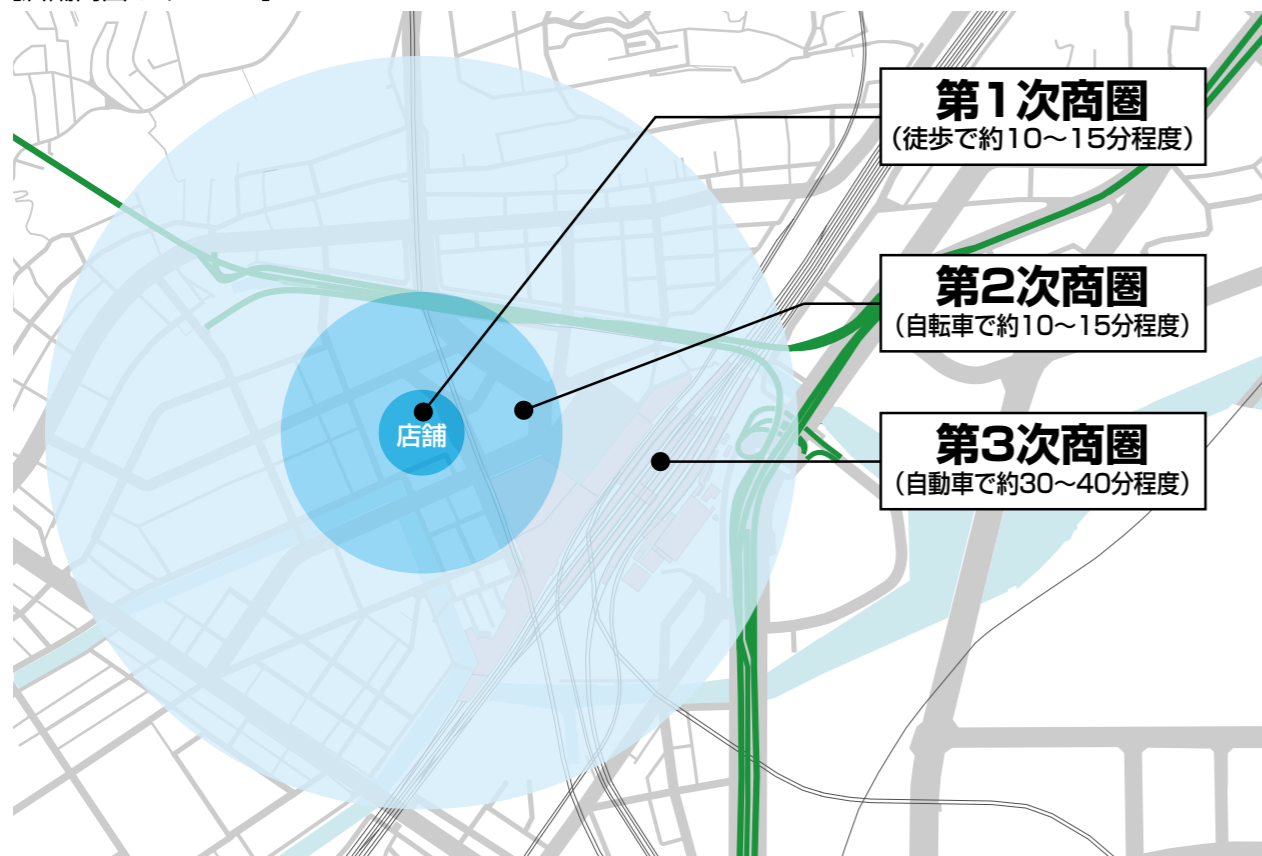 第1次商圏
（徒歩で約10～15分程度）
第2次商圏
（自転車で約10～15分程度）
第3次商圏
（自動車で約30～40分程度）
店舗